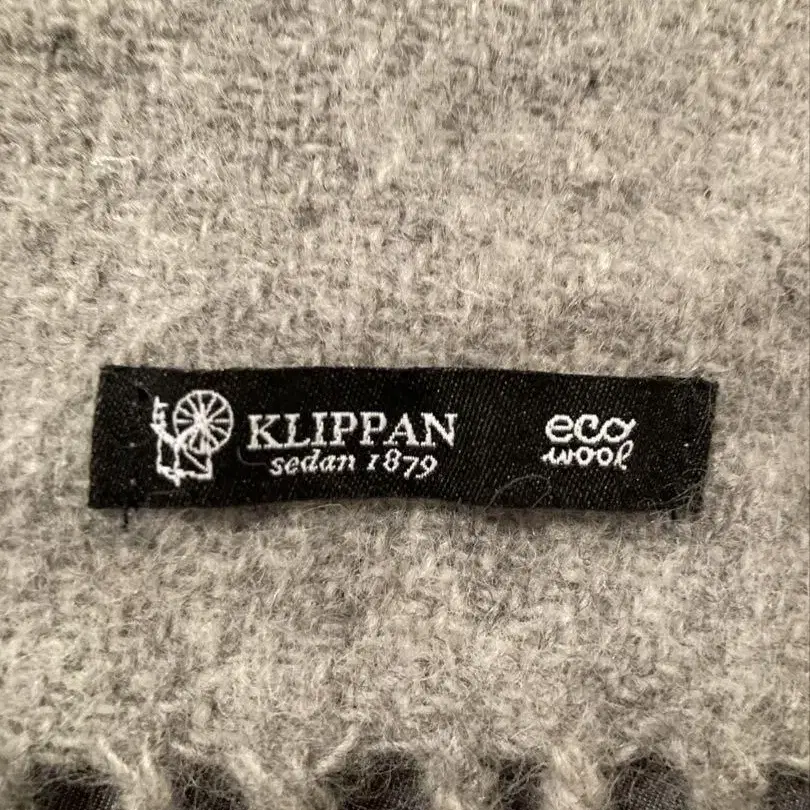 KLIPPAN
sedan 1879
eco
wool